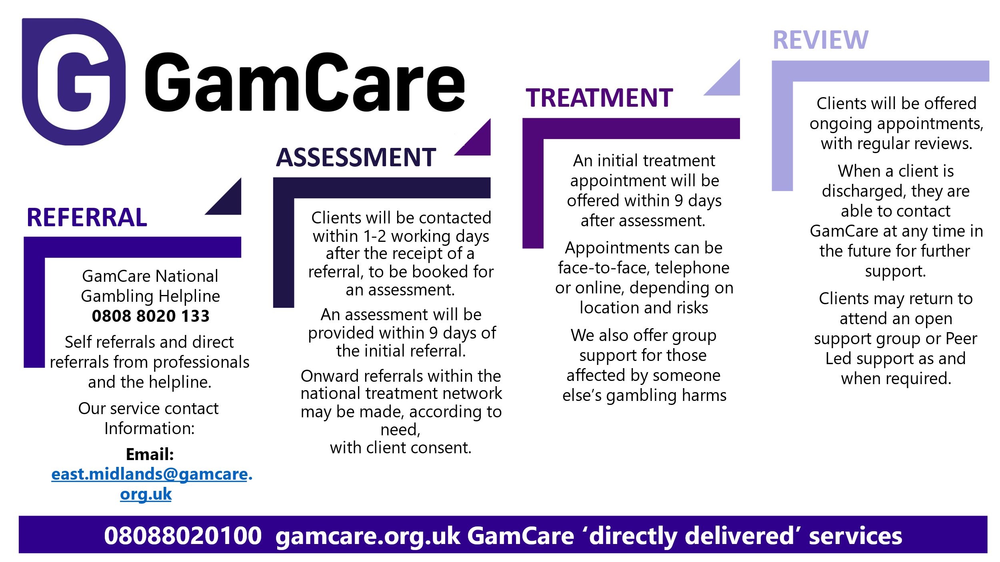 G GamCare
REFERRAL
GamCare National
Gambling Helpline
0808 8020 133
Self referrals and direct
referrals from professionals
and the helpline.
Our service contact
Information:
Email:
east.midlands@gamcare.
org.uk
ASSESSMENT
Clients will be contacted
within 1-2 working days
after the receipt of a
referral, to be booked for
an assessment.
An assessment will be
provided within 9 days of
the initial referral.
Onward referrals within the
national treatment network
may be made, according to
need,
with client consent.
TREATMENT
An initial treatment
appointment will be
offered within 9 days
after assessment.
Appointments can be
face-to-face, telephone
or online, depending on
location and risks
We also offer group
support for those
affected by someone
else’s gambling harms
REVIEW
Clients will be offered
ongoing appointments,
with regular reviews.
When a client is
discharged, they are
able to contact
GamCare at any time in
the future for further
support.
Clients may return to
attend an open
support group or Peer
Led support as and
when required.
08088020100 gamcare.org.uk GamCare ‘directly delivered’ services